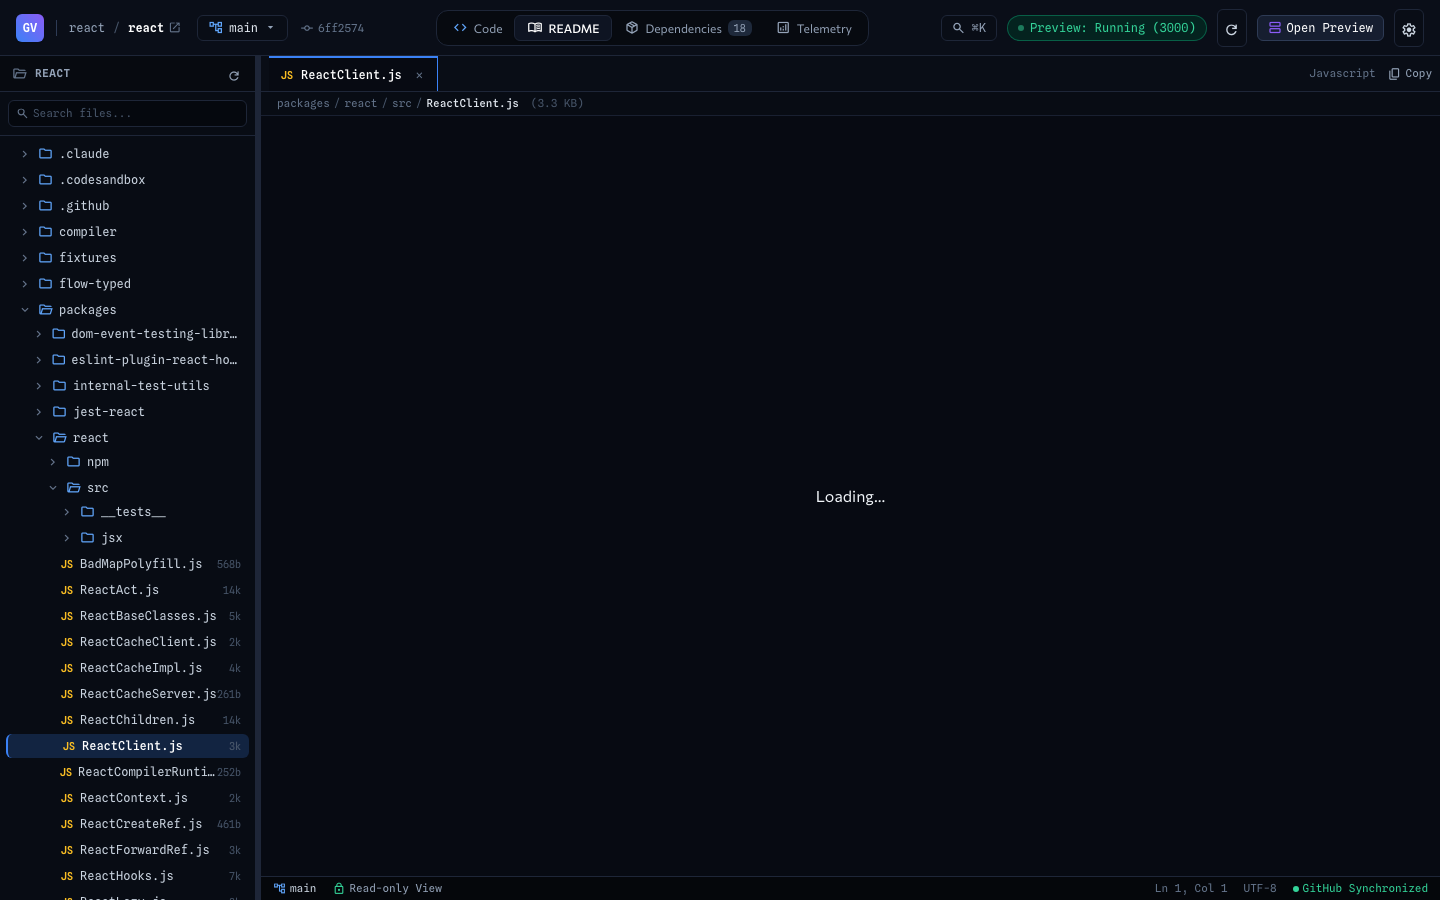 GV react / react main 6ff2574 Code README Dependencies 18 Telemetry ⌘K Preview: Running (3000) Open Preview
REACT
JS ReactClient.js × Javascript Copy
Search files...
packages / react / src / ReactClient.js (3.3 KB)
.claude
.codesandbox
.github
compiler
fixtures
flow-typed
packages
dom-event-testing-libr…
eslint-plugin-react-ho…
internal-test-utils
jest-react
react
npm
src
__tests__
jsx
JS BadMapPolyfill.js 568b
JS ReactAct.js 14k
JS ReactBaseClasses.js 5k
JS ReactCacheClient.js 2k
JS ReactCacheImpl.js 4k
JS ReactCacheServer.js 261b
JS ReactChildren.js 14k
JS ReactClient.js 3k
JS ReactCompilerRunti… 252b
JS ReactContext.js 2k
JS ReactCreateRef.js 461b
JS ReactForwardRef.js 3k
JS ReactHooks.js 7k
Loading...
main Read-only View Ln 1, Col 1 UTF-8 GitHub Synchronized